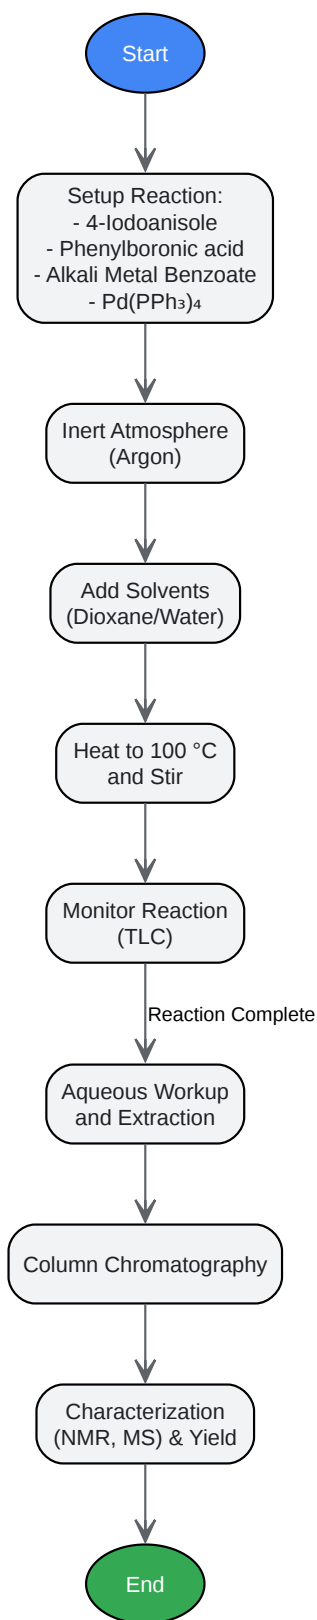 Start
Setup Reaction:
- 4-Iodoanisole
- Phenylboronic acid
- Alkali Metal Benzoate
- Pd(PPh₃)₄
Inert Atmosphere
(Argon)
Add Solvents
(Dioxane/Water)
Heat to 100 °C
and Stir
Monitor Reaction
(TLC)
Reaction Complete
Aqueous Workup
and Extraction
Column Chromatography
Characterization
(NMR, MS) & Yield
End